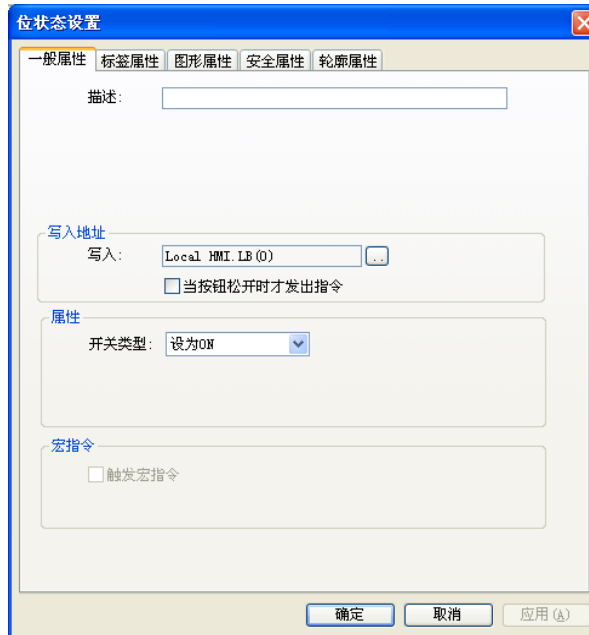 位状态设置
一般属性 标签属性 图形属性 安全属性 轮廓属性
描述:
写入地址
写入: Local HMI.LB(0) ..
当按钮松开时才发出指令
属性
开关类型: 设为ON
宏指令
触发宏指令
确定 取消 应用(A)